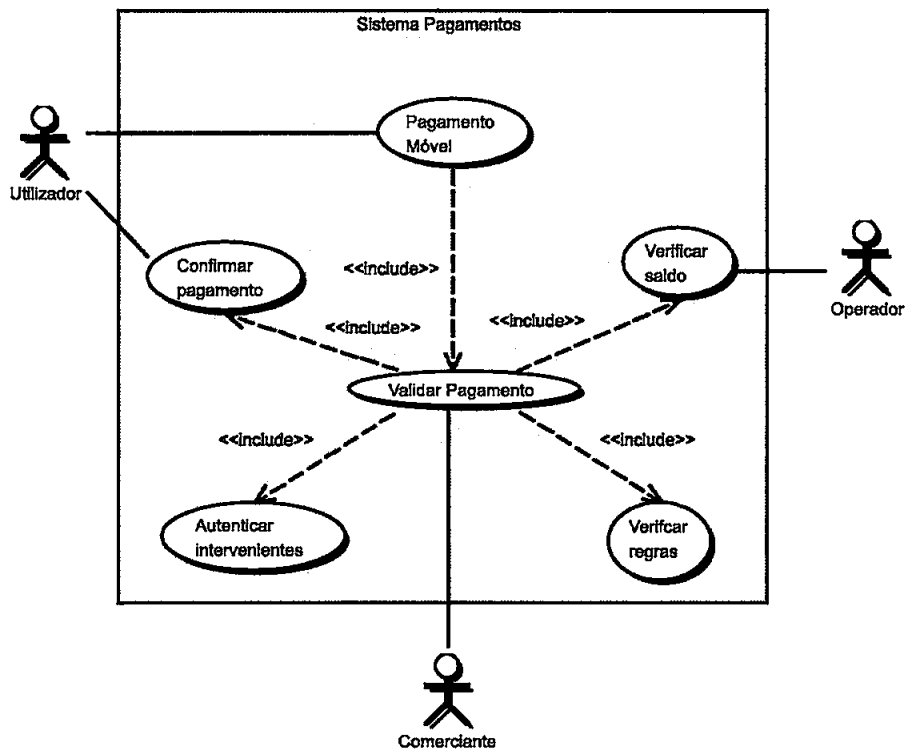 Sistema Pagamentos
Pagamento
Móvel
Utilizador
Confirmar
pagamento
<<include>>
Verificar
saldo
Operador
<<include>>
<<include>>
Validar Pagamento
<<include>>
<<include>>
Autenticar
intervenientes
Verifcar
regras
Comerciante